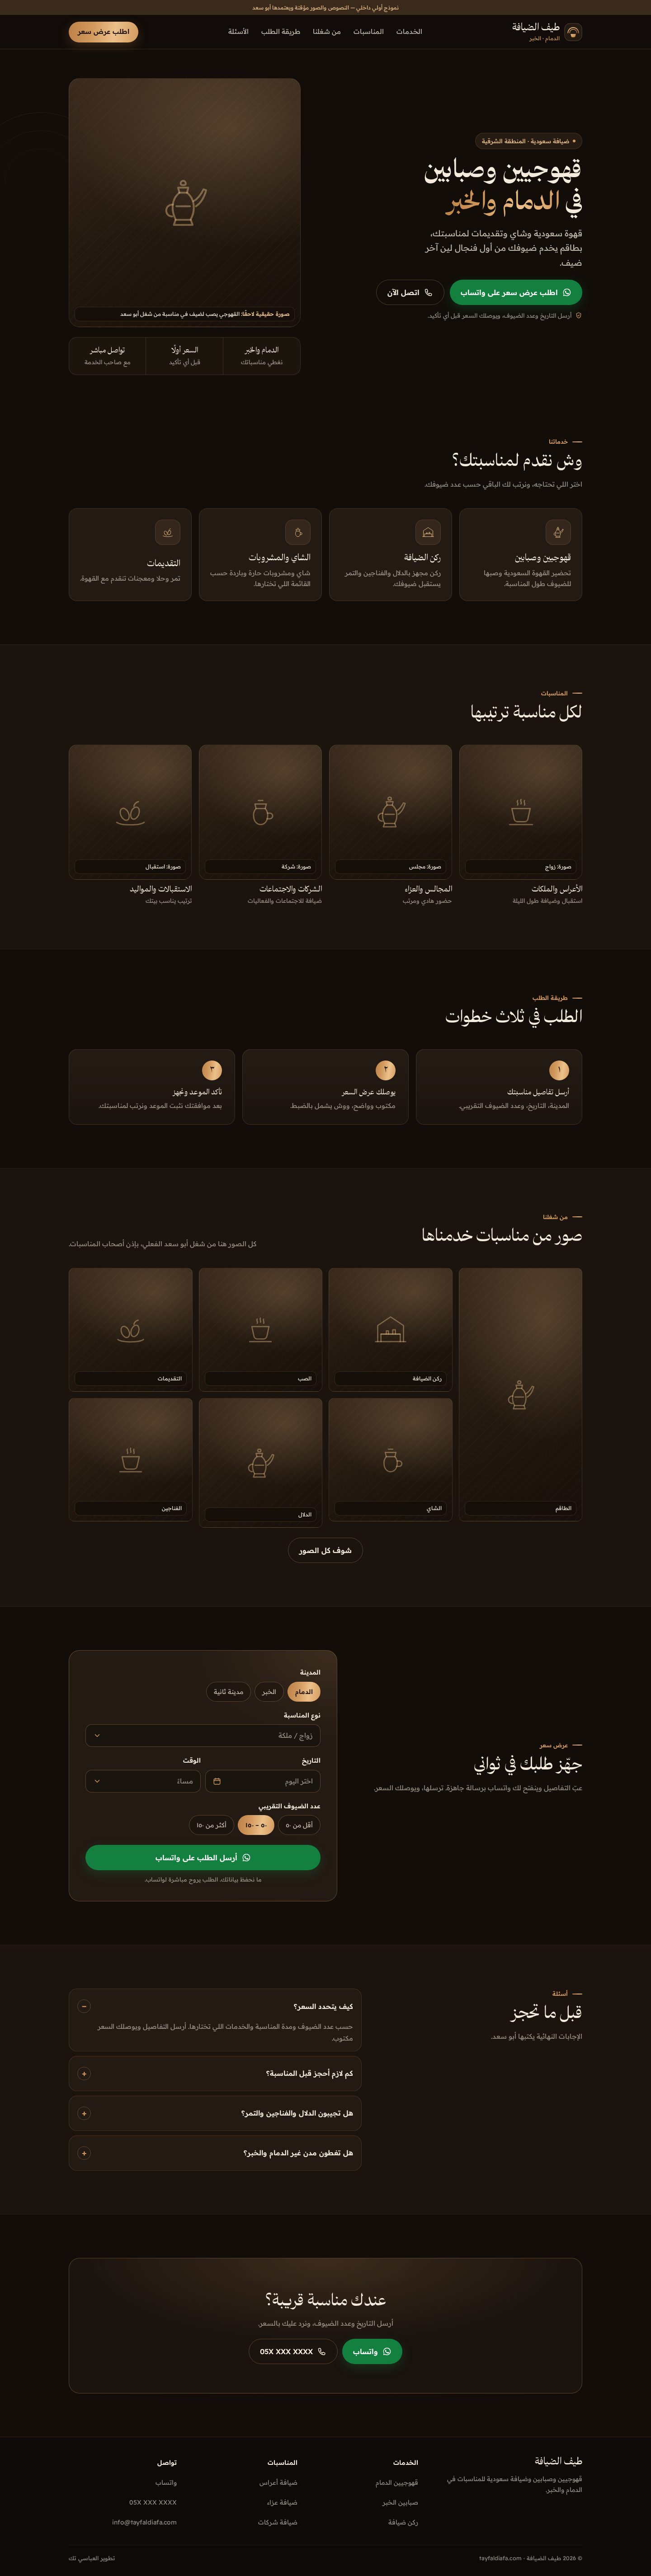 نموذج أولي داخلي — النصوص والصور مؤقتة ويعتمدها أبو سعد
طيف الضيافة
الدمام · الخبر
الخدمات
المناسبات
من شغلنا
طريقة الطلب
الأسئلة
اطلب عرض سعر
ضيافة سعودية · المنطقة الشرقية
قهوجيين وصبابين
في الدمام والخبر
قهوة سعودية وشاي وتقديمات لمناسبتك،
بطاقم يخدم ضيوفك من أول فنجال لين آخر
ضيف.
اطلب عرض سعر على واتساب
اتصل الآن
أرسل التاريخ وعدد الضيوف، ويوصلك السعر قبل أي تأكيد.
صورة حقيقية لاحقًا: القهوجي يصب لضيف في مناسبة من شغل أبو سعد
الدمام والخبر
نغطي مناسباتك
السعر أولًا
قبل أي تأكيد
تواصل مباشر
مع صاحب الخدمة
خدماتنا
وش نقدم لمناسبتك؟
اختر اللي تحتاجه، ونرتب لك الباقي حسب عدد ضيوفك.
قهوجيين وصبابين
تحضير القهوة السعودية وصبها
للضيوف طول المناسبة.
ركن الضيافة
ركن مجهز بالدلال والفناجين والتمر
يستقبل ضيوفك.
الشاي والمشروبات
شاي ومشروبات حارة وباردة حسب
القائمة اللي تختارها.
التقديمات
تمر وحلا ومعجنات تنقدم مع القهوة.
المناسبات
لكل مناسبة ترتيبها
صورة: زواج
الأعراس والملكات
استقبال وضيافة طول الليلة
صورة: مجلس
المجالس والعزاء
حضور هادي ومرتب
صورة: شركة
الشركات والاجتماعات
ضيافة للاجتماعات والفعاليات
صورة: استقبال
الاستقبالات والمواليد
ترتيب يناسب بيتك
طريقة الطلب
الطلب في ثلاث خطوات
١
أرسل تفاصيل مناسبتك
المدينة، التاريخ، وعدد الضيوف التقريبي.
٢
يوصلك عرض السعر
مكتوب وواضح، ووش يشمل بالضبط.
٣
تأكد الموعد ونجهز
بعد موافقتك نثبت الموعد ونرتب لمناسبتك.
من شغلنا
صور من مناسبات خدمناها
كل الصور هنا من شغل أبو سعد الفعلي، بإذن أصحاب المناسبات.
الطاقم
ركن الضيافة
الصب
التقديمات
الشاي
الدلال
الفناجين
شوف كل الصور
عرض سعر
جهّز طلبك في ثواني
عبّ التفاصيل وينفتح لك واتساب برسالة جاهزة. ترسلها، ويوصلك السعر.
المدينة
الدمام
الخبر
مدينة ثانية
نوع المناسبة
زواج / ملكة
التاريخ
اختر اليوم
الوقت
مساءً
عدد الضيوف التقريبي
أقل من ٥٠
٥٠ – ١٥٠
أكثر من ١٥٠
أرسل الطلب على واتساب
ما نحفظ بياناتك. الطلب يروح مباشرة لواتساب.
أسئلة
قبل ما تحجز
الإجابات النهائية يكتبها أبو سعد.
كيف يتحدد السعر؟
حسب عدد الضيوف ومدة المناسبة والخدمات اللي تختارها. أرسل التفاصيل ويوصلك السعر
مكتوب.
كم لازم أحجز قبل المناسبة؟
هل تجيبون الدلال والفناجين والتمر؟
هل تغطون مدن غير الدمام والخبر؟
عندك مناسبة قريبة؟
أرسل التاريخ وعدد الضيوف، ونرد عليك بالسعر.
واتساب
05X XXX XXXX
طيف الضيافة
قهوجيين وصبابين وضيافة سعودية للمناسبات في
الدمام والخبر.
الخدمات
قهوجيين الدمام
صبابين الخبر
ركن ضيافة
المناسبات
ضيافة أعراس
ضيافة عزاء
ضيافة شركات
تواصل
واتساب
05X XXX XXXX
info@tayfaldiafa.com
© 2026 طيف الضيافة · tayfaldiafa.com
تطوير العباسي تك